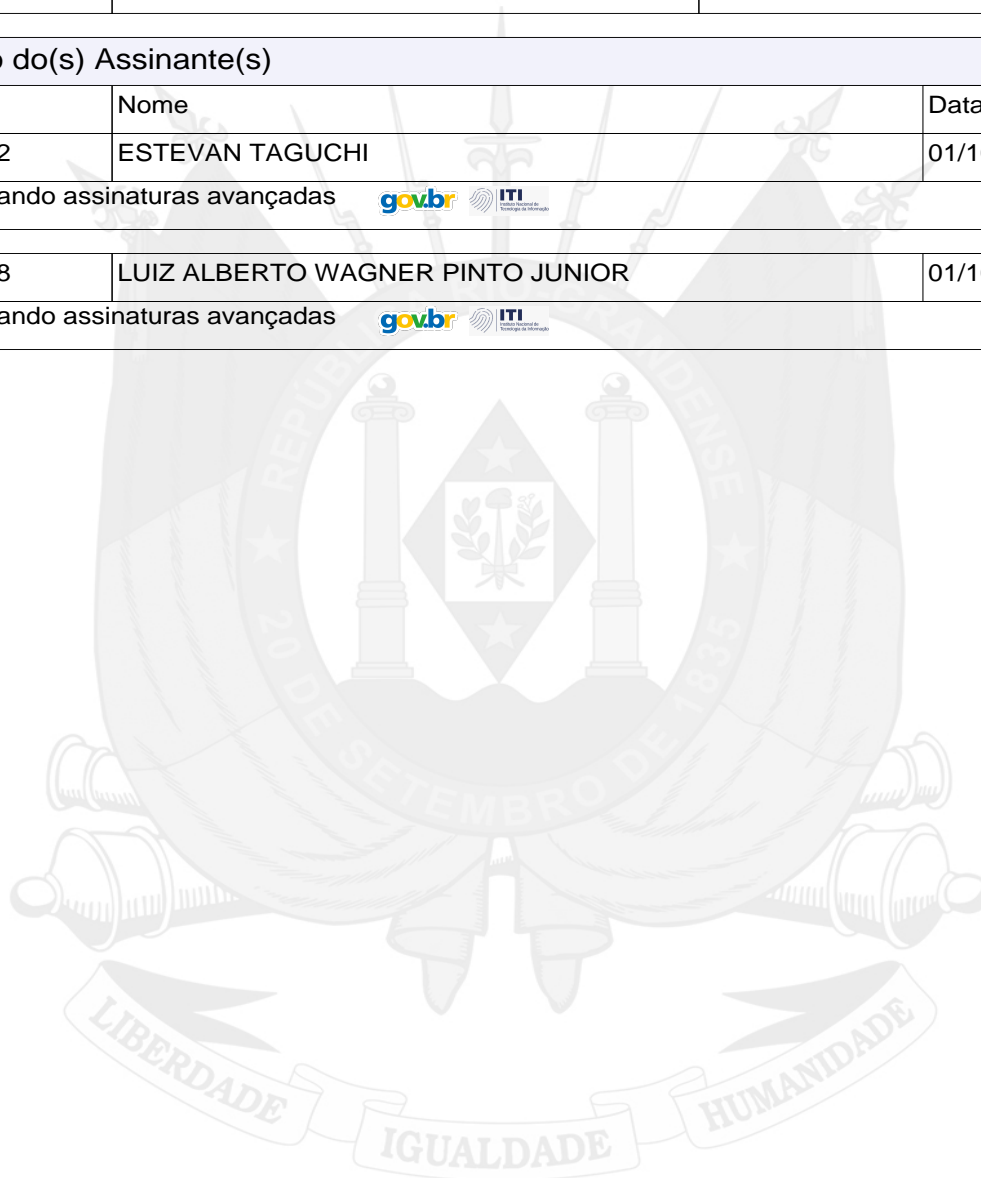 o do(s) Assinante(s)
Nome Data
2 ESTEVAN TAGUCHI 01/1
ando assinaturas avançadas gov.br ITI
8 LUIZ ALBERTO WAGNER PINTO JUNIOR 01/1
ando assinaturas avançadas gov.br ITI
REPÚBLICA RIO GRANDENSE
20 DE SETEMBRO DE 1835
LIBERDADE IGUALDADE HUMANIDADE